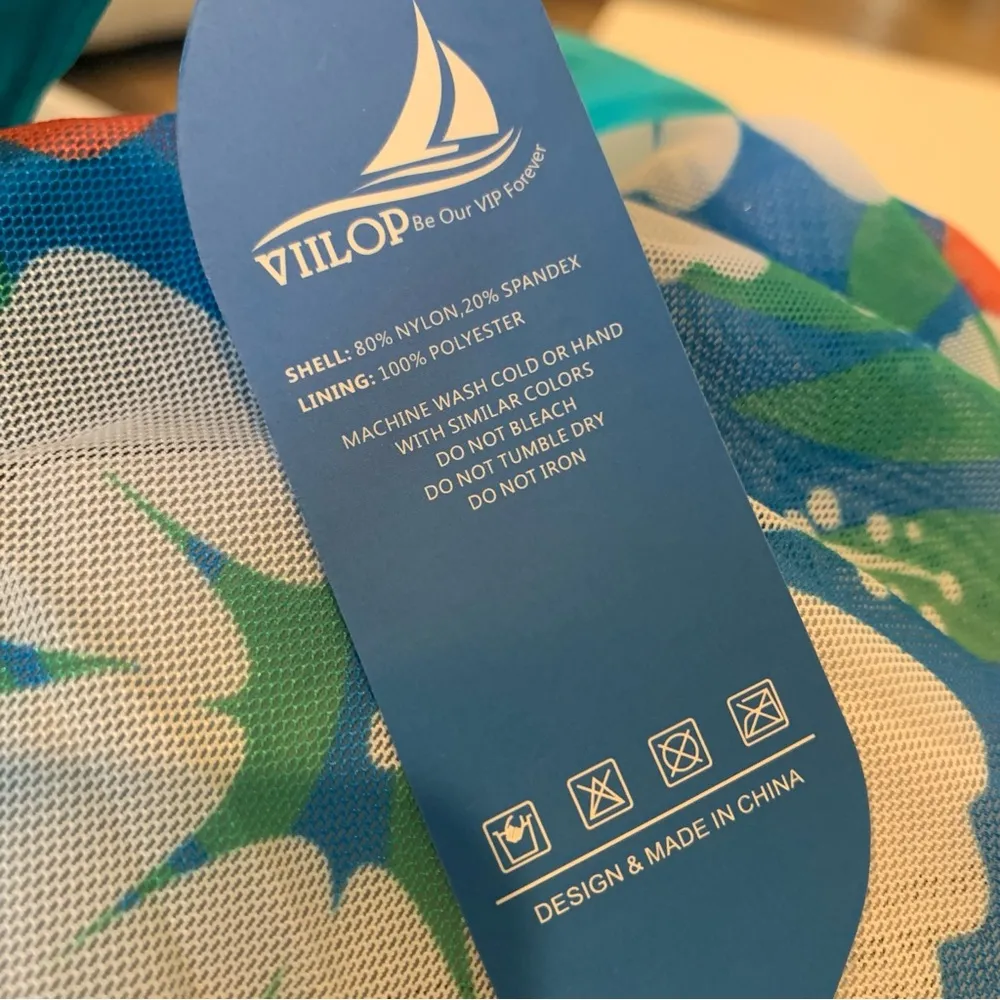 VIILOP Be Our VIP Forever
SHELL: 80% NYLON,20% SPANDEX
LINING: 100% POLYESTER
MACHINE WASH COLD OR HAND
WITH SIMILAR COLORS
DO NOT BLEACH
DO NOT TUMBLE DRY
DO NOT IRON
DESIGN & MADE IN CHINA